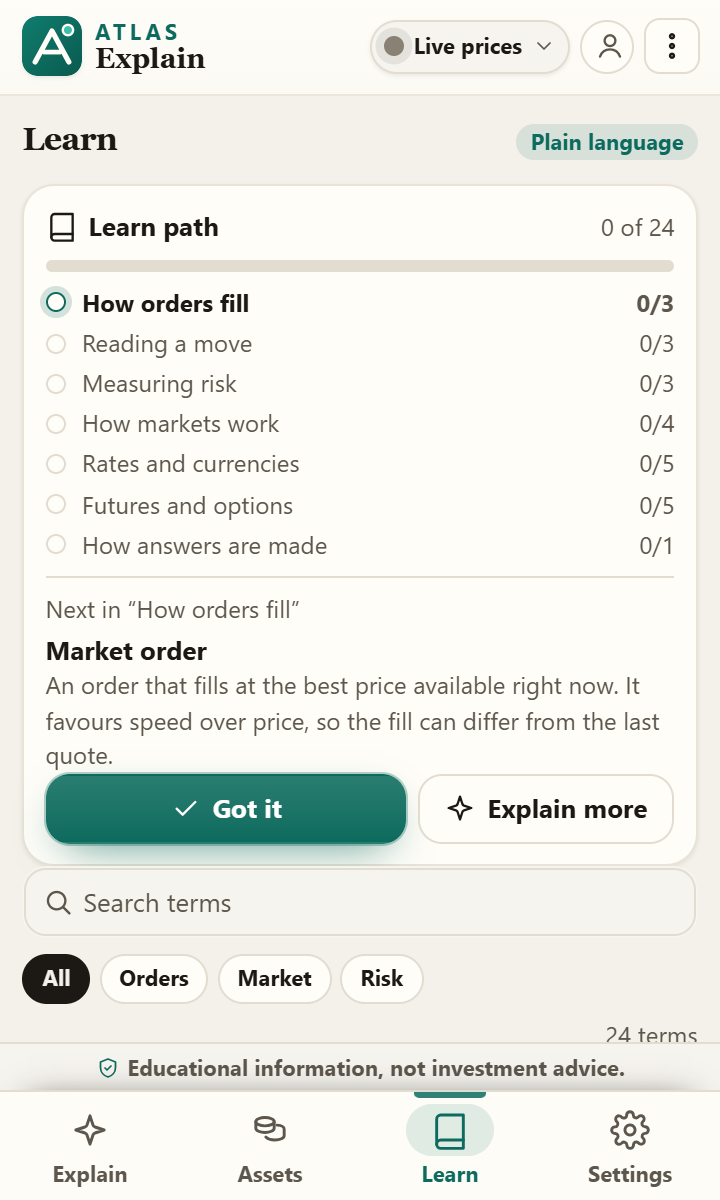 ATLAS
Explain
Live prices
Learn
Plain language
Learn path
0 of 24
How orders fill 0/3
Reading a move 0/3
Measuring risk 0/3
How markets work 0/4
Rates and currencies 0/5
Futures and options 0/5
How answers are made 0/1
Next in “How orders fill”
Market order
An order that fills at the best price available right now. It
favours speed over price, so the fill can differ from the last
quote.
Got it
Explain more
Search terms
All Orders Market Risk
24 terms
Educational information, not investment advice.
Explain Assets Learn Settings